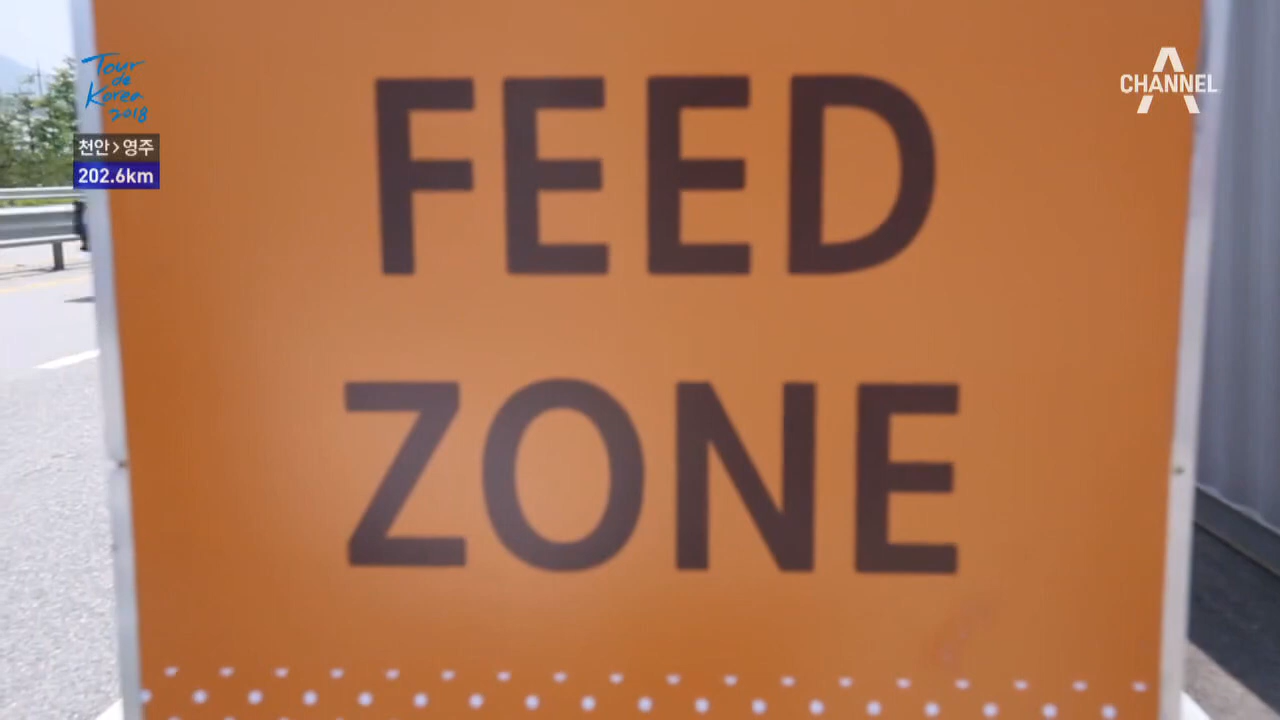 Tour
de
Korea
2018
천안>영주
202.6km
CHANNEL A
FEED
ZONE